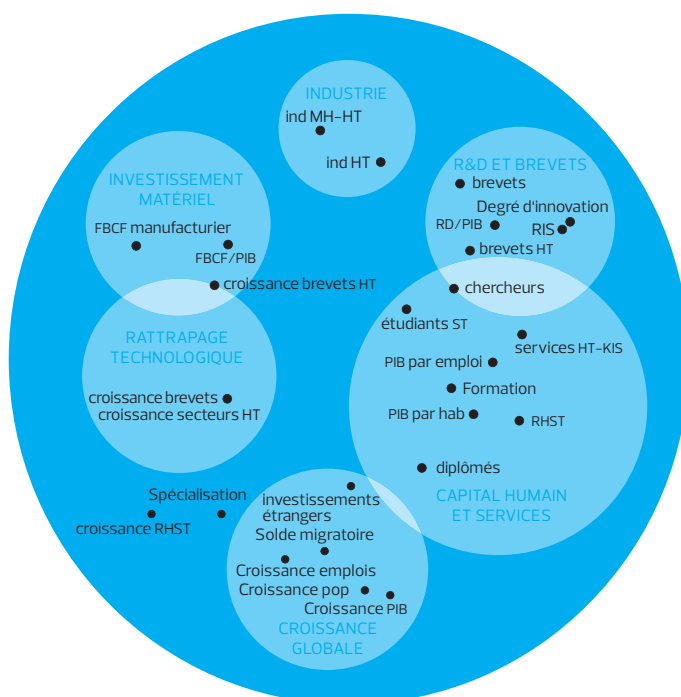 INDUSTRIE
ind MH-HT
ind HT
INVESTISSEMENT
MATÉRIEL
FBCF manufacturier
FBCF/PIB
croissance brevets HT
R&D ET BREVETS
brevets
Degré d'innovation
RD/PIB
RIS
brevets HT
chercheurs
étudiants ST
services HT-KIS
PIB par emploi
Formation
PIB par hab
RHST
diplômés
CAPITAL HUMAIN
ET SERVICES
RATTRAPAGE
TECHNOLOGIQUE
croissance brevets
croissance secteurs HT
Spécialisation
croissance RHST
investissements
étrangers
Solde migratoire
Croissance emplois
Croissance pop
Croissance PIB
CROISSANCE
GLOBALE